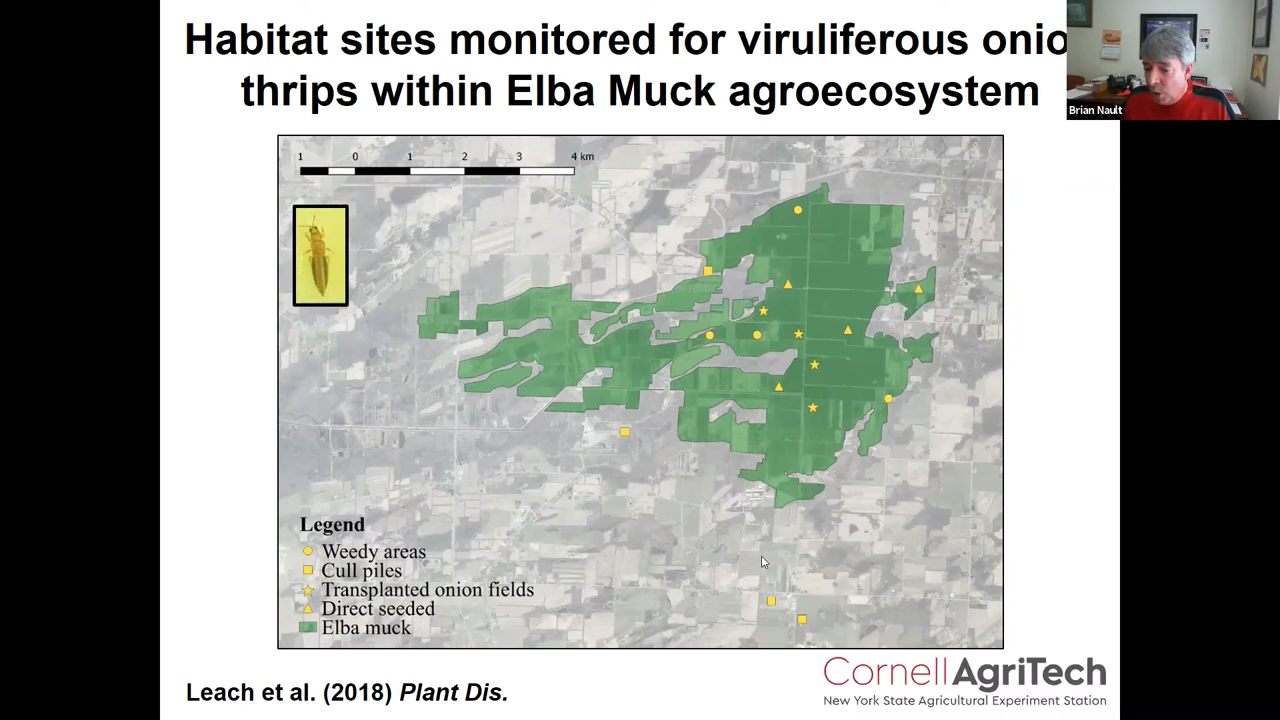 Habitat sites monitored for viruliferous onio
thrips within Elba Muck agroecosystem
Brian Nault
1 0 1 2 3 4 km
Legend
Weedy areas
Cull piles
Transplanted onion fields
Direct seeded
Elba muck
Leach et al. (2018) Plant Dis.
CornellAgriTech
New York State Agricultural Experiment Station